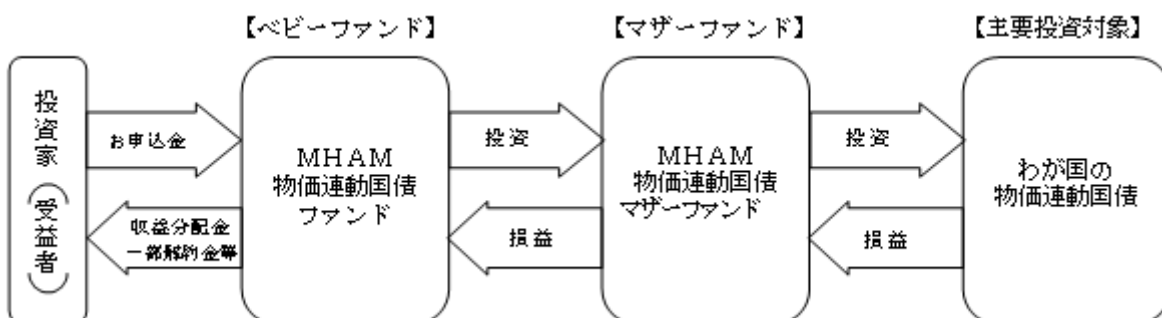 【ベビーファンド】
【マザーファンド】
【主要投資対象】
投資家(受益者)
お申込金
収益分配金
一部解約金等
MHAM
物価連動国債
ファンド
投資
損益
MHAM
物価連動国債
マザーファンド
投資
損益
わが国の
物価連動国債